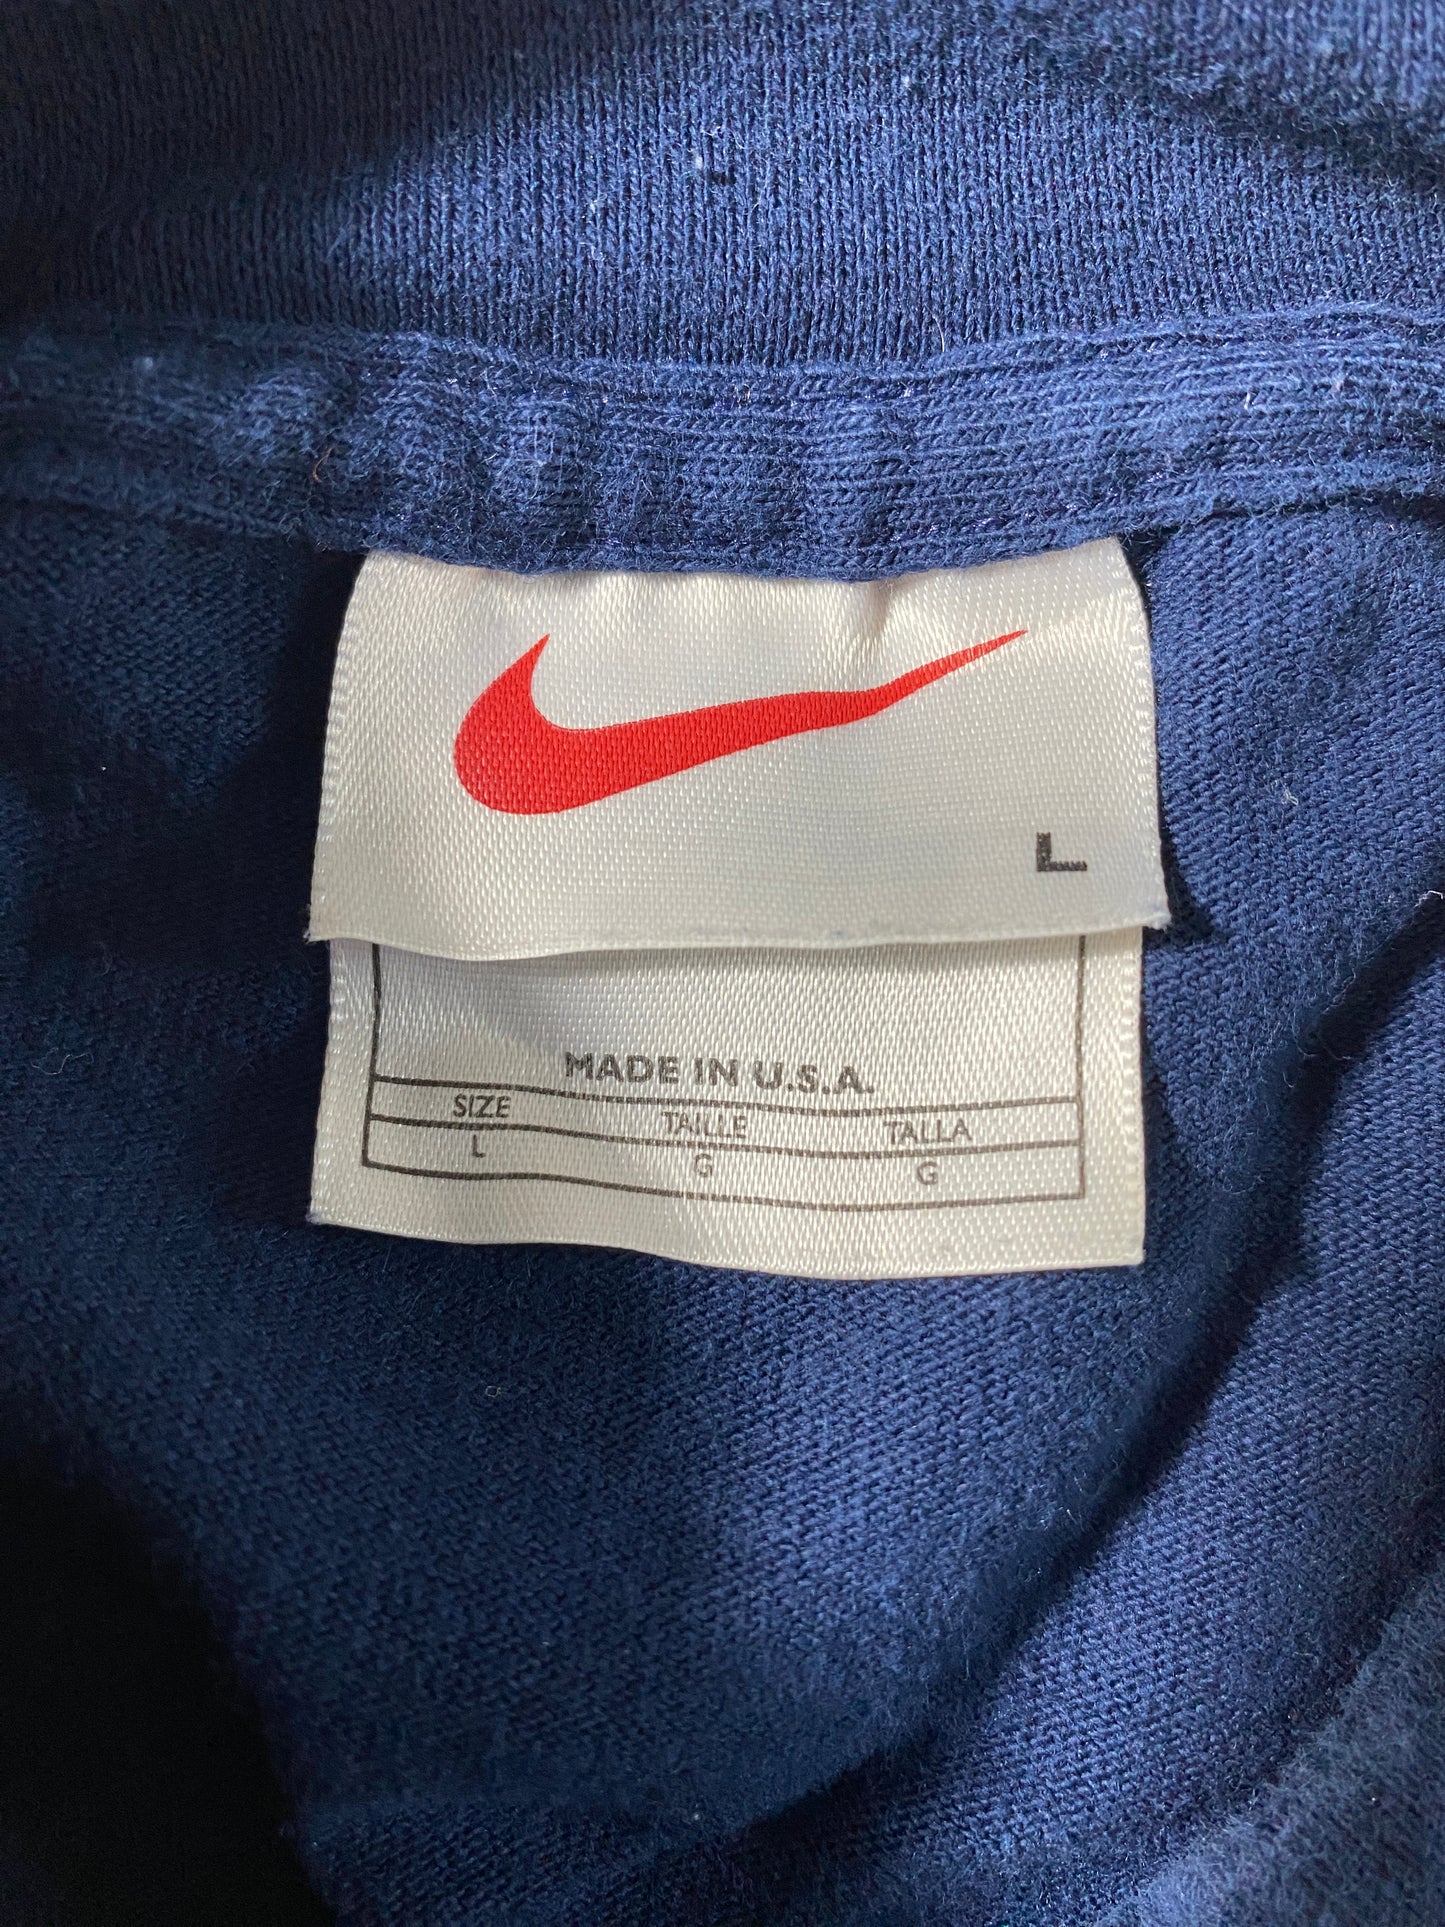 L
MADE IN U.S.A.
SIZE TAILLE TALLA
L G G